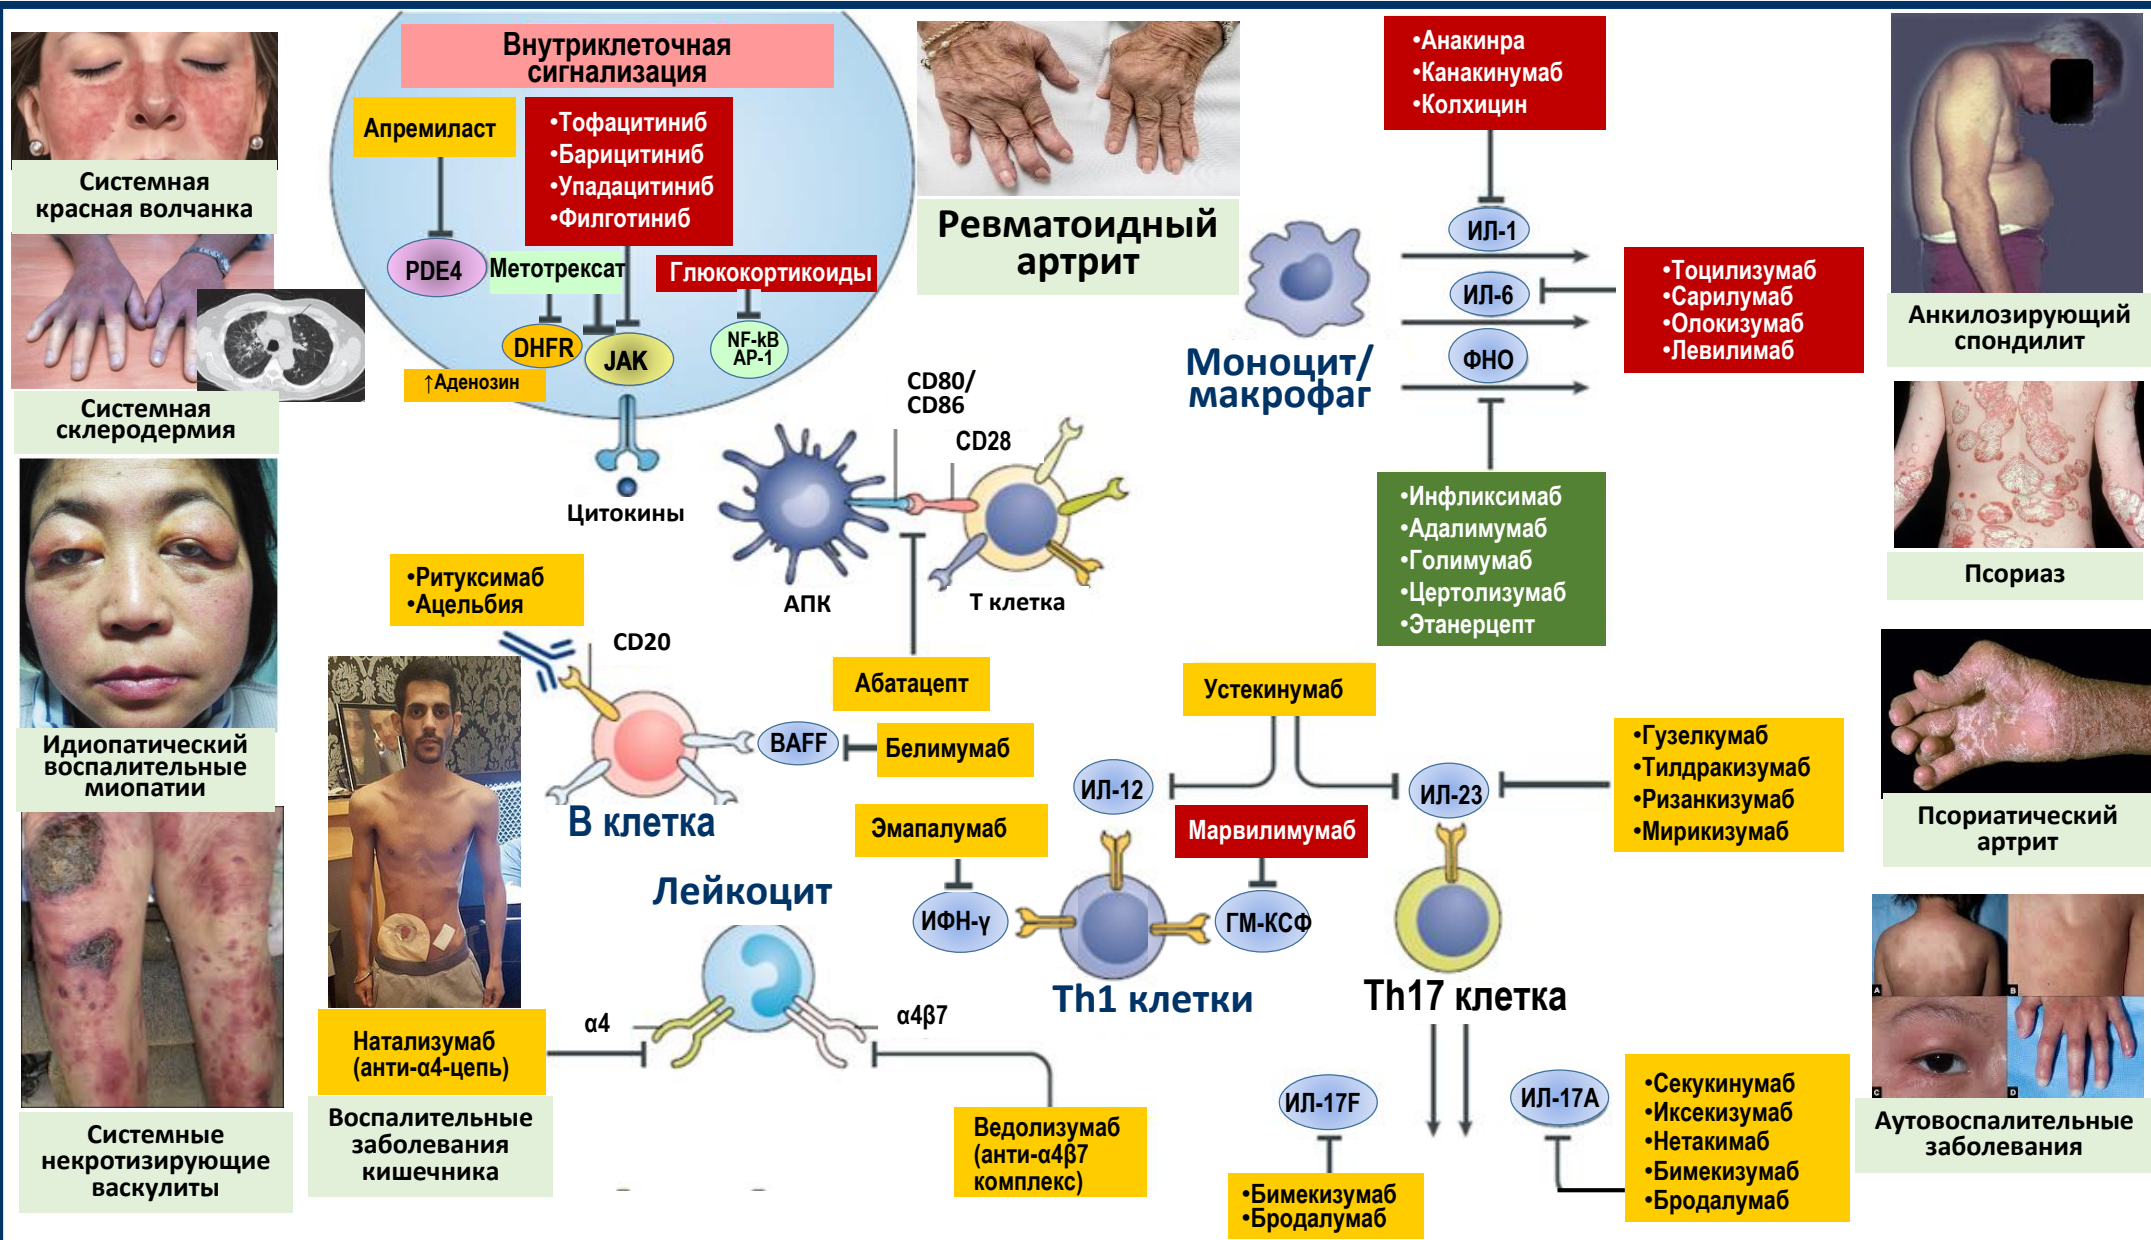 Системная
красная волчанка
Системная
склеродермия
Идиопатический
воспалительные
миопатии
Системные
некротизирующие
васкулиты
Внутриклеточная
сигнализация
Апремиласт
•Тофацитиниб
•Барицитиниб
•Упадацитиниб
•Филготиниб
PDE4
Метотрексат
Глюкокортикоиды
DHFR
JAK
NF-kB
AP-1
↑Аденозин
Цитокины
Ревматоидный
артрит
CD80/
CD86
CD28
АПК
Т клетка
Абатацепт
•Ритуксимаб
•Ацельбия
CD20
BAFF
Белимумаб
В клетка
Лейкоцит
α4
α4β7
Натализумаб
(анти-α4-цепь)
Воспалительные
заболевания
кишечника
Ведолизумаб
(анти-α4β7
комплекс)
•Анакинра
•Канакинумаб
•Колхицин
ИЛ-1
ИЛ-6
ФНО
Моноцит/
макрофаг
•Тоцилизумаб
•Сарилумаб
•Олокизумаб
•Левилимаб
•Инфликсимаб
•Адалимумаб
•Голимумаб
•Цертолизумаб
•Этанерцепт
Устекинумаб
ИЛ-12
ИЛ-23
•Гузелкумаб
•Тилдракизумаб
•Ризанкизумаб
•Мирикизумаб
Эмапалумаб
Марвилимумаб
ИФН-γ
ГМ-КСФ
Th1 клетки
Th17 клетка
ИЛ-17F
ИЛ-17А
•Бимекизумаб
•Бродалумаб
•Секукинумаб
•Иксекизумаб
•Нетакимаб
•Бимекизумаб
•Бродалумаб
Анкилозирующий
спондилит
Псориаз
Псориатический
артрит
A
B
C
D
Аутовоспалительные
заболевания